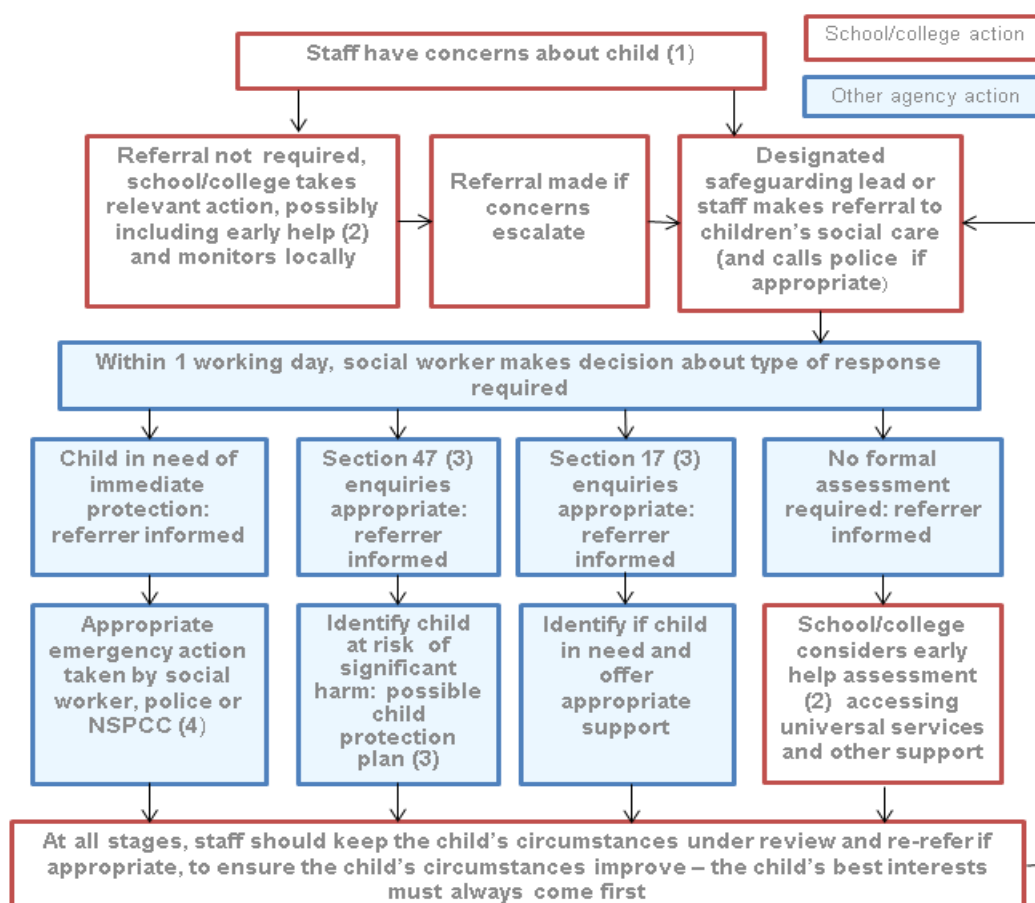 School/college action
Staff have concerns about child (1)
Other agency action
Referral not required,
school/college takes
relevant action, possibly
including early help (2)
and monitors locally
Referral made if
concerns
escalate
Designated
safeguarding lead or
staff makes referral to
children's social care
(and calls police if
appropriate)
Within 1 working day, social worker makes decision about type of response
required
Child in need of
immediate
protection:
referrer informed
Section 47 (3)
enquiries
appropriate:
referrer
informed
Section 17 (3)
enquiries
appropriate:
referrer
informed
No formal
assessment
required: referrer
informed
Appropriate
emergency action
taken by social
worker, police or
NSPCC (4)
Identify child
at risk of
significant
harm: possible
child
protection
plan (3)
Identify if child
in need and
offer
appropriate
support
School/college
considers early
help assessment
(2) accessing
universal services
and other support
At all stages, staff should keep the child's circumstances under review and re-refer if
appropriate, to ensure the child's circumstances improve – the child's best interests
must always come first